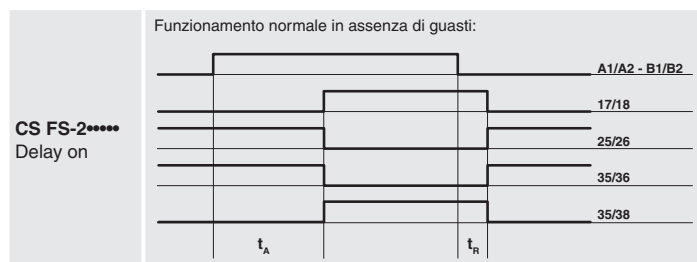 Funzionamento normale in assenza di guasti:
A1/A2 - B1/B2
17/18
CS FS-2•••••
Delay on
25/26
35/36
35/38
tA
tR